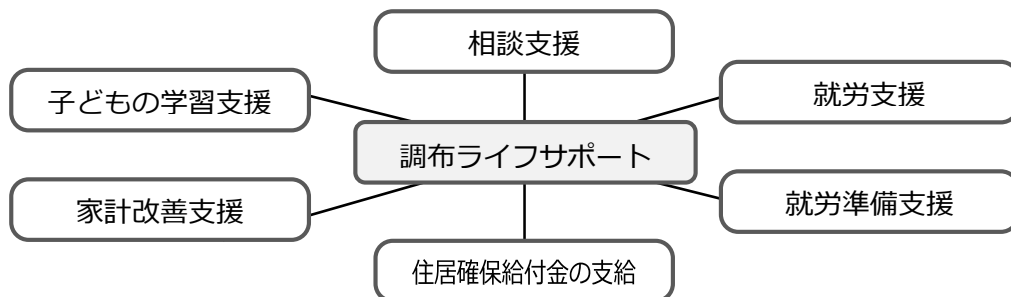 相談支援
子どもの学習支援
就労支援
調布ライフサポート
家計改善支援
就労準備支援
住居確保給付金の支給